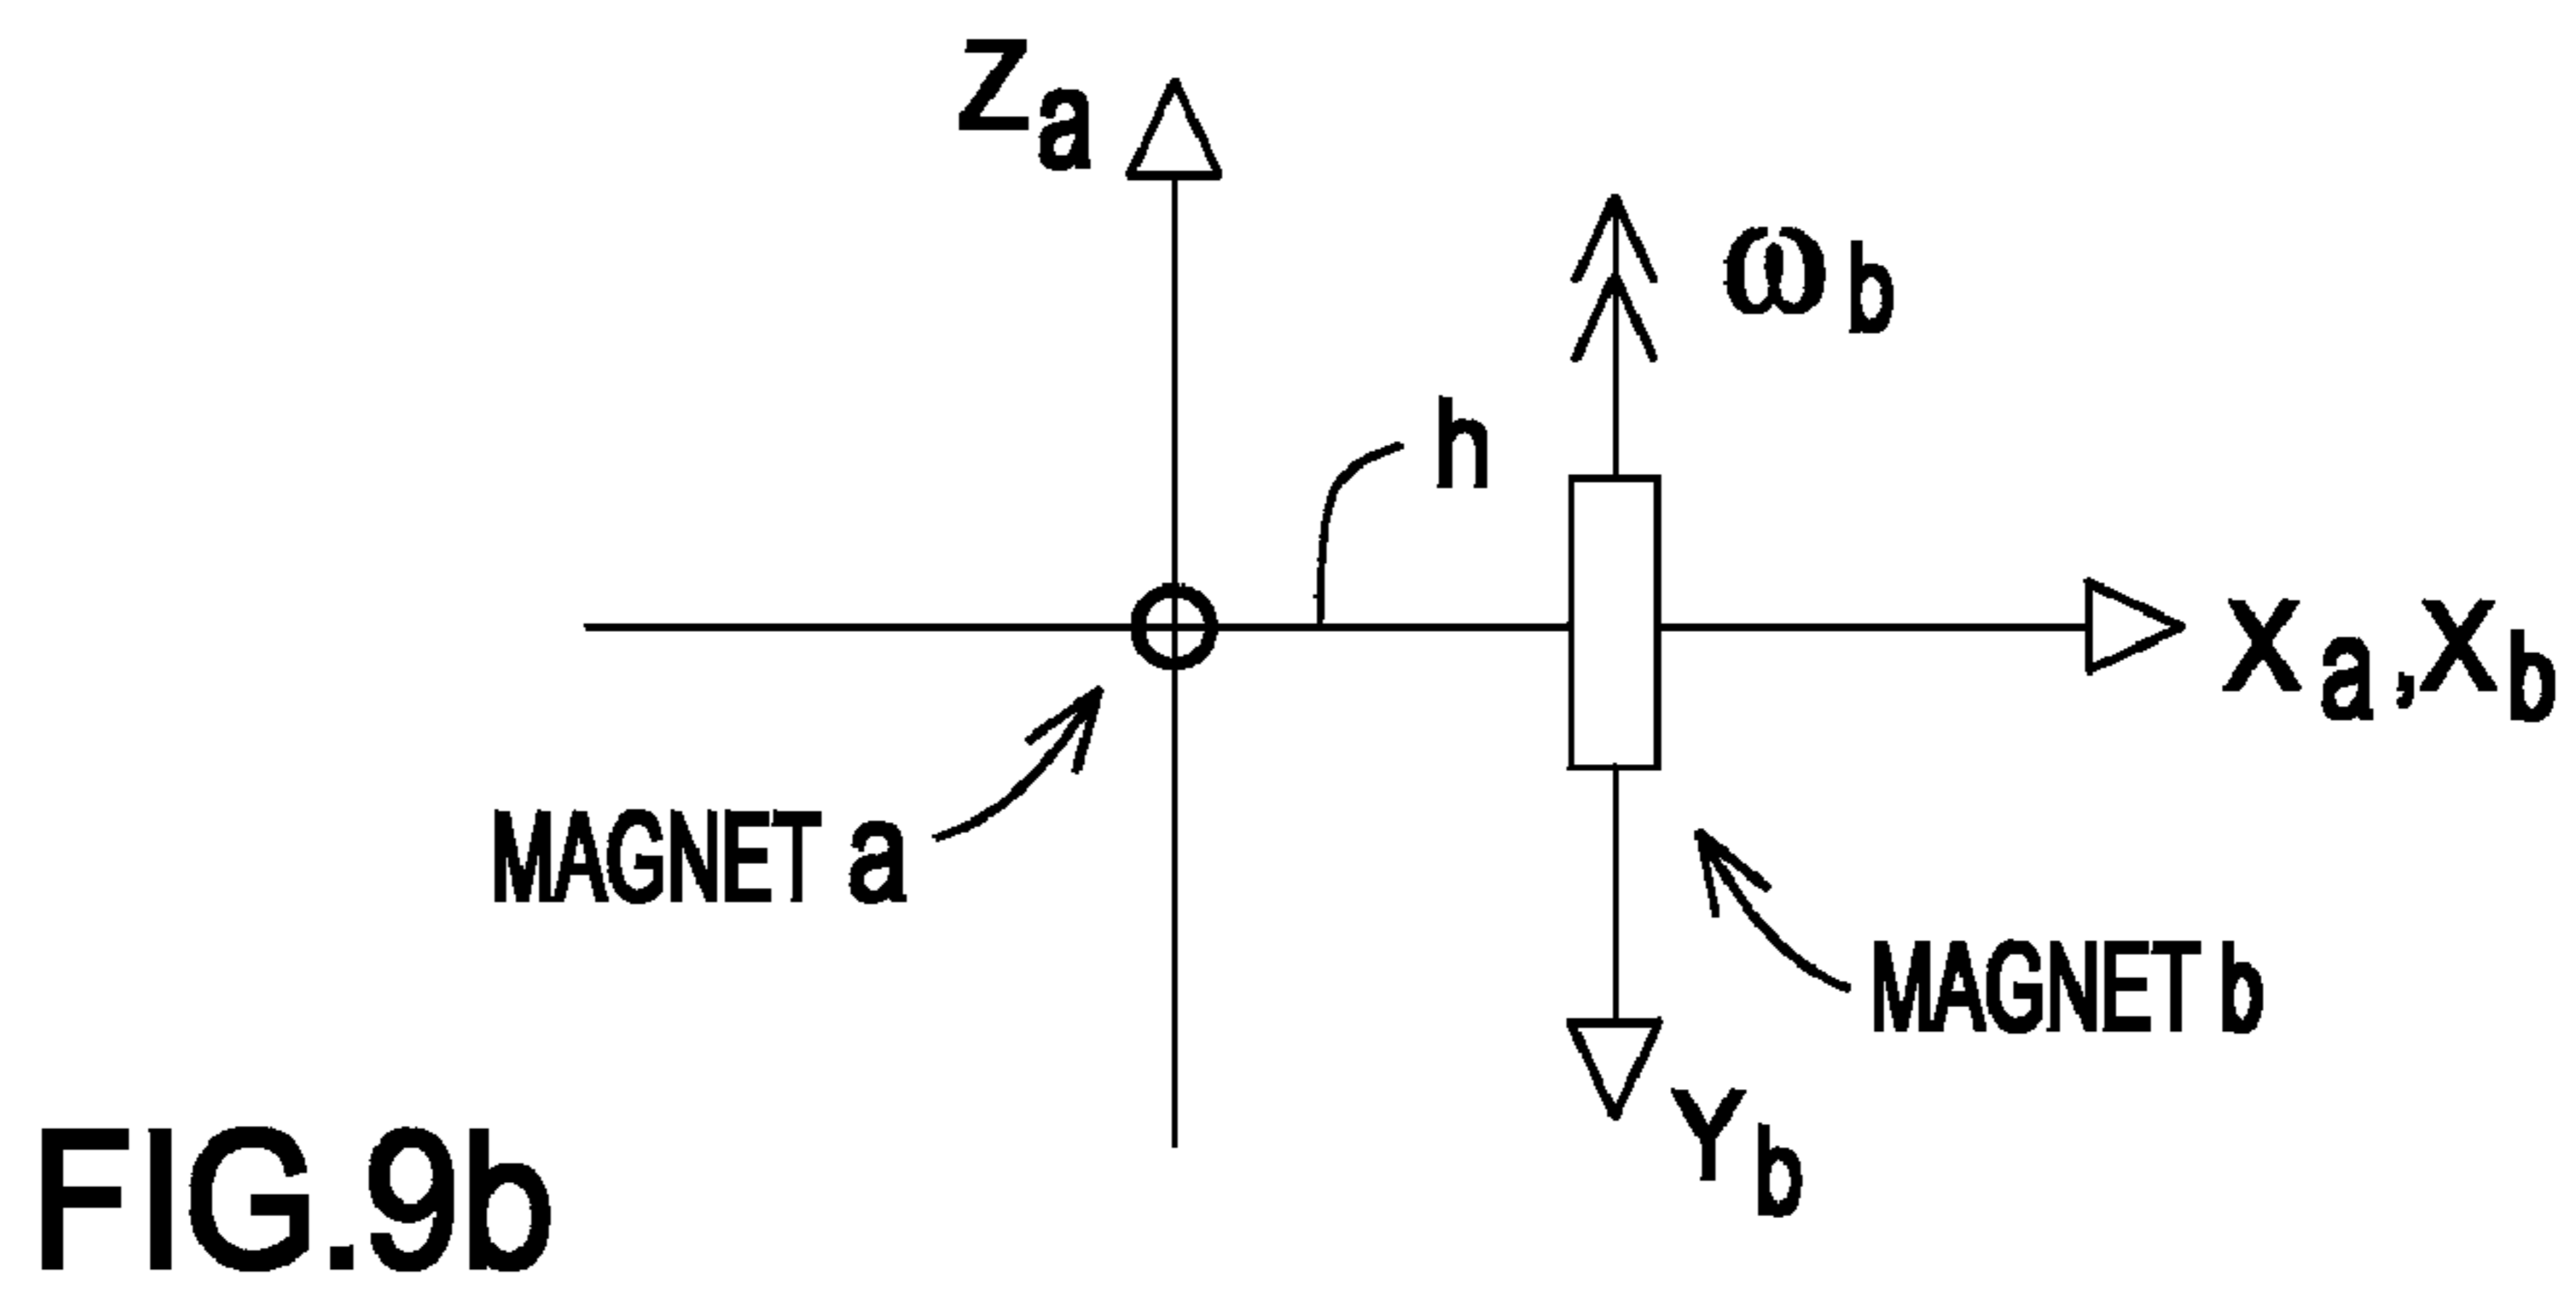 Za
ωb
h
Xa,Xb
MAGNET a
MAGNET b
Yb
FIG.9b